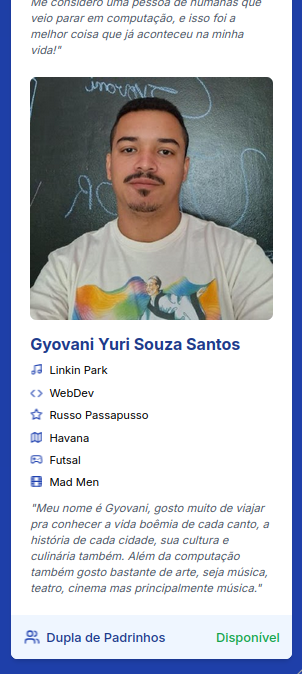 Me considero uma pessoa de humanas que
veio parar em computação, e isso foi a
melhor coisa que já aconteceu na minha
vida!"
Gyovani
Gyovani Yuri Souza Santos
Linkin Park
WebDev
Russo Passapusso
Havana
Futsal
Mad Men
"Meu nome é Gyovani, gosto muito de viajar
pra conhecer a vida boêmia de cada canto, a
história de cada cidade, sua cultura e
culinária também. Além da computação
também gosto bastante de arte, seja música,
teatro, cinema mas principalmente música."
Dupla de Padrinhos
Disponível